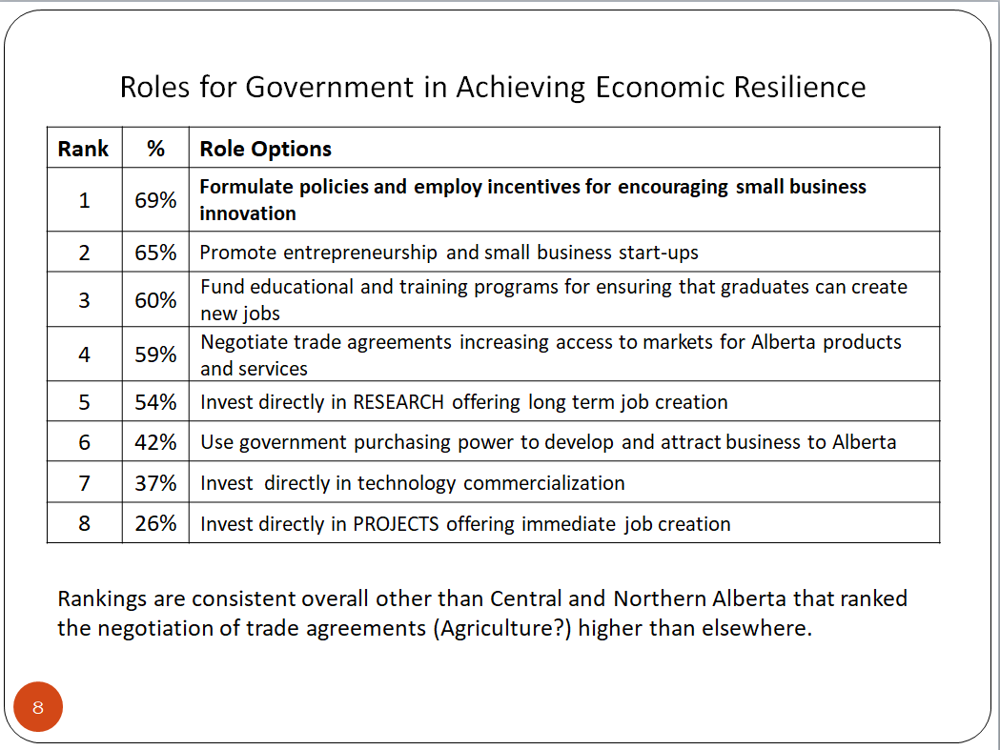 Roles for Government in Achieving Economic Resilience
Rank % Role Options
1 69% Formulate policies and employ incentives for encouraging small business
innovation
2 65% Promote entrepreneurship and small business start-ups
3 60% Fund educational and training programs for ensuring that graduates can create
new jobs
4 59% Negotiate trade agreements increasing access to markets for Alberta products
and services
5 54% Invest directly in RESEARCH offering long term job creation
6 42% Use government purchasing power to develop and attract business to Alberta
7 37% Invest directly in technology commercialization
8 26% Invest directly in PROJECTS offering immediate job creation
Rankings are consistent overall other than Central and Northern Alberta that ranked
the negotiation of trade agreements (Agriculture?) higher than elsewhere.
8